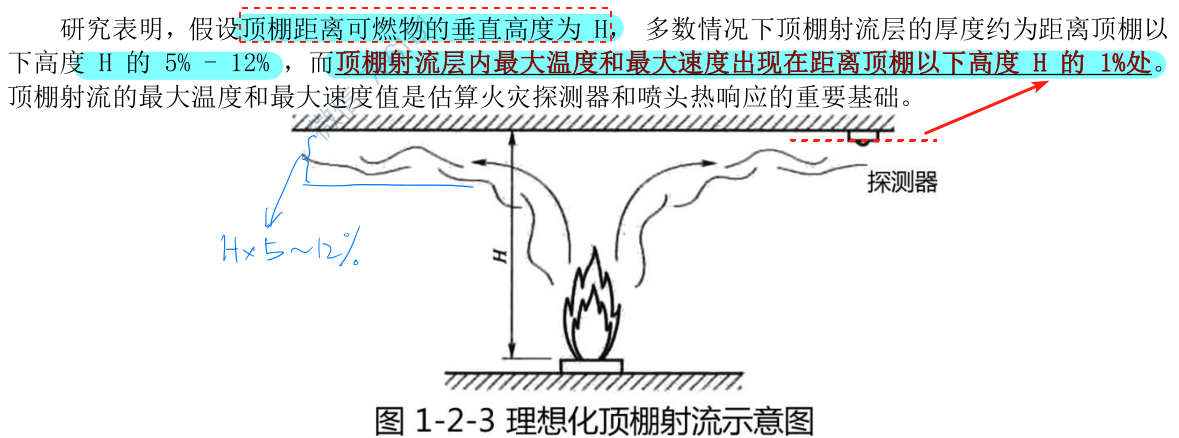 研究表明，假设顶棚距离可燃物的垂直高度为 H， 多数情况下顶棚射流层的厚度约为距离顶棚以
下高度 H 的 5% - 12% ，而顶棚射流层内最大温度和最大速度出现在距离顶棚以下高度 H 的 1%处。
顶棚射流的最大温度和最大速度值是估算火灾探测器和喷头热响应的重要基础。
探测器
H×5~12%
H
图 1-2-3 理想化顶棚射流示意图